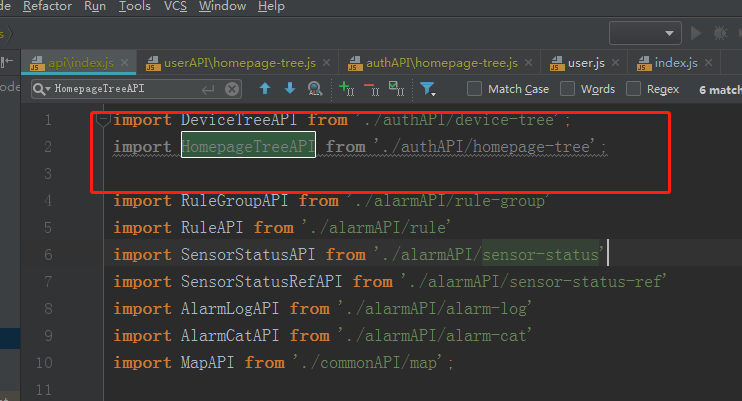 Refactor Run Tools VCS Window Help
s
api\index.js userAPI\homepage-tree.js authAPI\homepage-tree.js user.js index.js
ode HomepageTreeAPI Match Case Words Regex 6 match
1 import DeviceTreeAPI from './authAPI/device-tree';
2 import HomepageTreeAPI from './authAPI/homepage-tree';
3
4 import RuleGroupAPI from './alarmAPI/rule-group'
5 import RuleAPI from './alarmAPI/rule'
6 import SensorStatusAPI from './alarmAPI/sensor-status'
7 import SensorStatusRefAPI from './alarmAPI/sensor-status-ref'
8 import AlarmLogAPI from './alarmAPI/alarm-log'
9 import AlarmCatAPI from './alarmAPI/alarm-cat'
10 import MapAPI from './commonAPI/map';
11